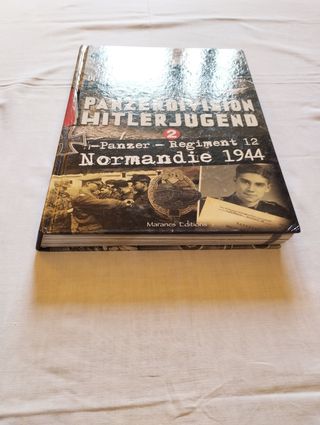 PANZERDIVISION
HITLERJUGEND
2
Panzer - Regiment 12
Normandie 1944
Maranes Editions